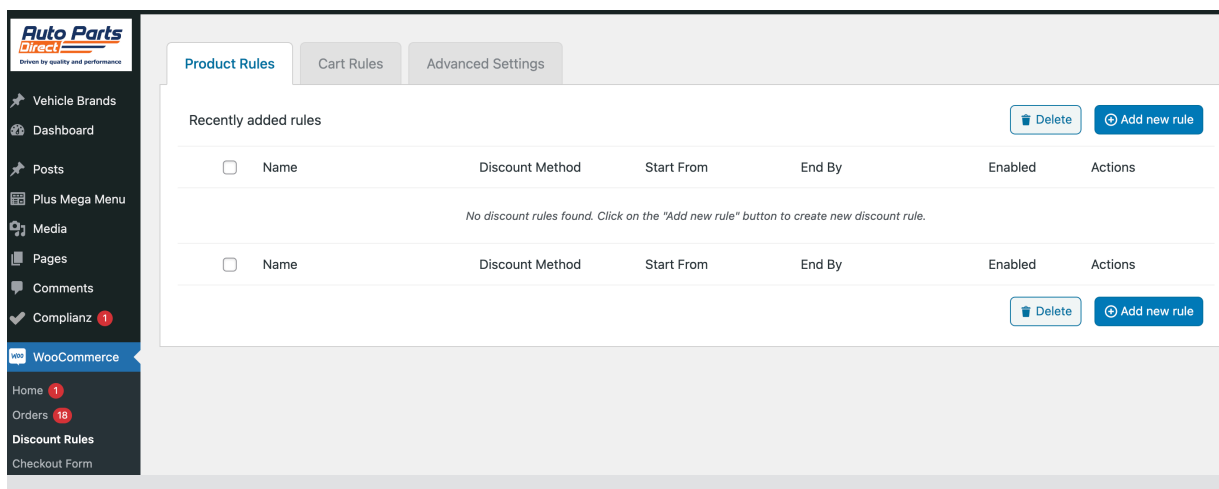 Auto Parts
Direct
Driven by quality and performance
Vehicle Brands
Dashboard
Posts
Plus Mega Menu
Media
Pages
Comments
Complianz 1
woo WooCommerce
Home 1
Orders 18
Discount Rules
Checkout Form
Product Rules Cart Rules Advanced Settings
Recently added rules Delete Add new rule
Name Discount Method Start From End By Enabled Actions
No discount rules found. Click on the "Add new rule" button to create new discount rule.
Name Discount Method Start From End By Enabled Actions
Delete Add new rule